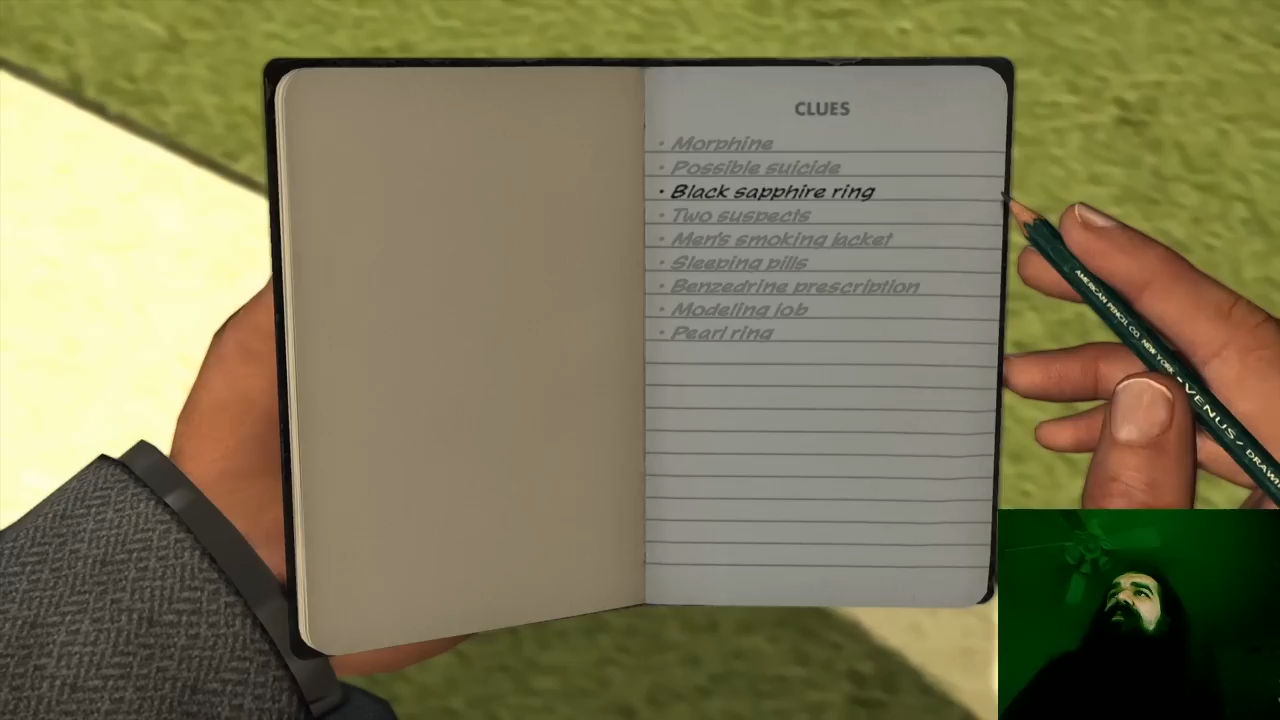 CLUES
· Morphine
· Possible suicide
· Black sapphire ring
· Two suspects
· Men's smoking jacket
· Sleeping pills
· Benzedrine prescription
· Modeling job
· Pearl ring
AMERICAN PENCIL CO. NEW YORK - VENUS / DRAWI